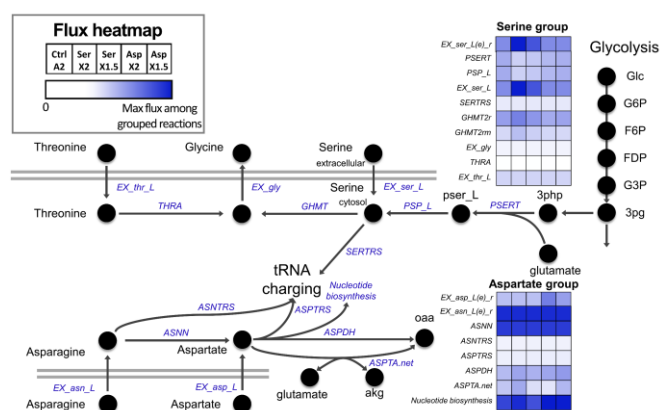 Flux heatmap
Ctrl Ser Ser Asp Asp
A2 X2 X1.5 X2 X1.5
0
Max flux among
grouped reactions
Serine group
EX_ser_L(e)_r
PSERT
PSP_L
EX_ser_L
SERTRS
GHMT2r
GHMT2rm
EX_gly
THRA
EX_thr_L
Glycolysis
Glc
G6P
F6P
FDP
G3P
3pg
Threonine
Glycine
Serine
extracellular
EX_thr_L
EX_gly
EX_ser_L
Serine
cytosol
Threonine
THRA
GHMT
PSP_L
pser_L
PSERT
3php
glutamate
SERTRS
tRNA
charging
Nucleotide
biosynthesis
ASNTRS
ASPTRS
ASNN
ASPDH
oaa
Asparagine
Aspartate
ASPTA.net
EX_asn_L
EX_asp_L
glutamate
akg
Asparagine
Aspartate
Aspartate group
EX_asp_L(e)_r
EX_asn_L(e)_r
ASNN
ASNTRS
ASPTRS
ASPDH
ASPTA.net
Nucleotide biosynthesis